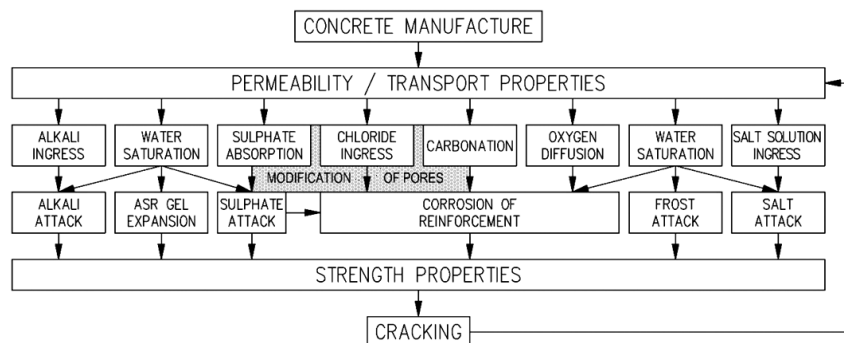 CONCRETE MANUFACTURE
PERMEABILITY / TRANSPORT PROPERTIES
ALKALI
INGRESS
WATER
SATURATION
SULPHATE
ABSORPTION
CHLORIDE
INGRESS
CARBONATION
OXYGEN
DIFFUSION
WATER
SATURATION
SALT SOLUTION
INGRESS
MODIFICATION OF PORES
ALKALI
ATTACK
ASR GEL
EXPANSION
SULPHATE
ATTACK
CORROSION OF
REINFORCEMENT
FROST
ATTACK
SALT
ATTACK
STRENGTH PROPERTIES
CRACKING